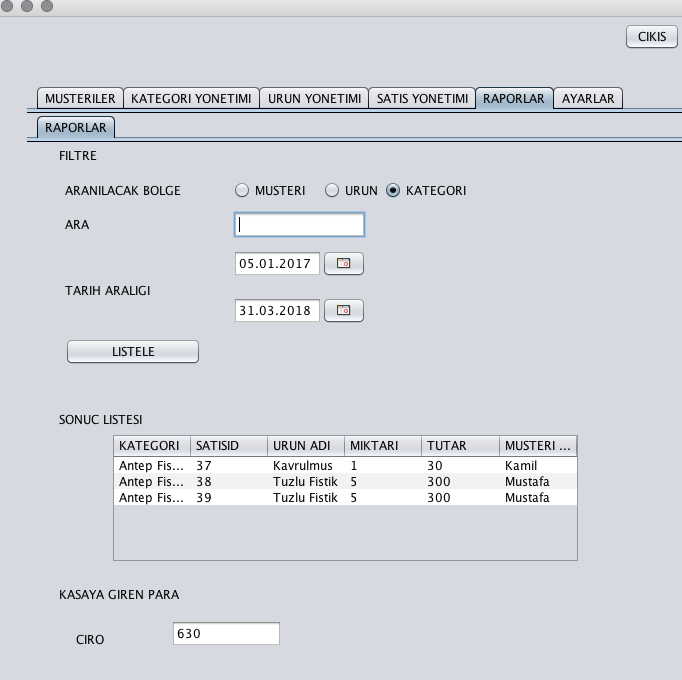 CIKIS
MUSTERILER KATEGORI YONETIMI URUN YONETIMI SATIS YONETIMI RAPORLAR AYARLAR
RAPORLAR
FILTRE
ARANILACAK BOLGE MUSTERI URUN KATEGORI
ARA
05.01.2017
TARIH ARALIGI
31.03.2018
LISTELE
SONUC LISTESI
KATEGORI SATISID URUN ADI MIKTARI TUTAR MUSTERI ...
Antep Fis... 37 Kavrulmus 1 30 Kamil
Antep Fis... 38 Tuzlu Fistik 5 300 Mustafa
Antep Fis... 39 Tuzlu Fistik 5 300 Mustafa
KASAYA GIREN PARA
CIRO 630